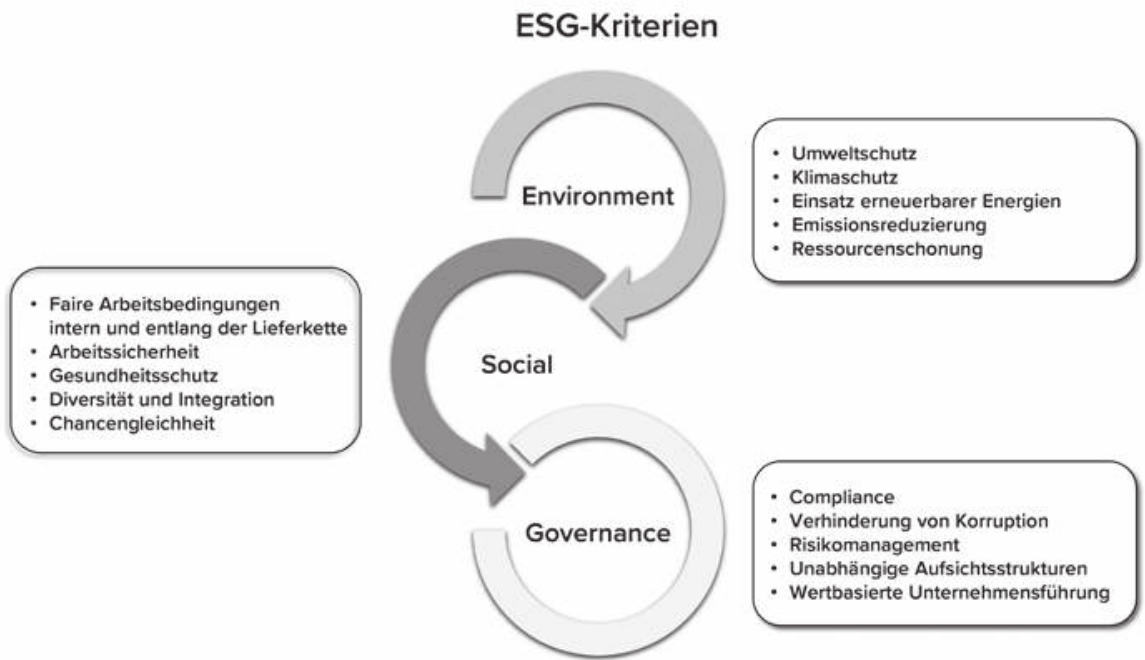 ESG-Kriterien
Environment
• Umweltschutz
• Klimaschutz
• Einsatz erneuerbarer Energien
• Emissionsreduzierung
• Ressourcenschonung
Social
• Faire Arbeitsbedingungen
intern und entlang der Lieferkette
• Arbeitssicherheit
• Gesundheitsschutz
• Diversität und Integration
• Chancengleichheit
Governance
• Compliance
• Verhinderung von Korruption
• Risikomanagement
• Unabhängige Aufsichtsstrukturen
• Wertbasierte Unternehmensführung